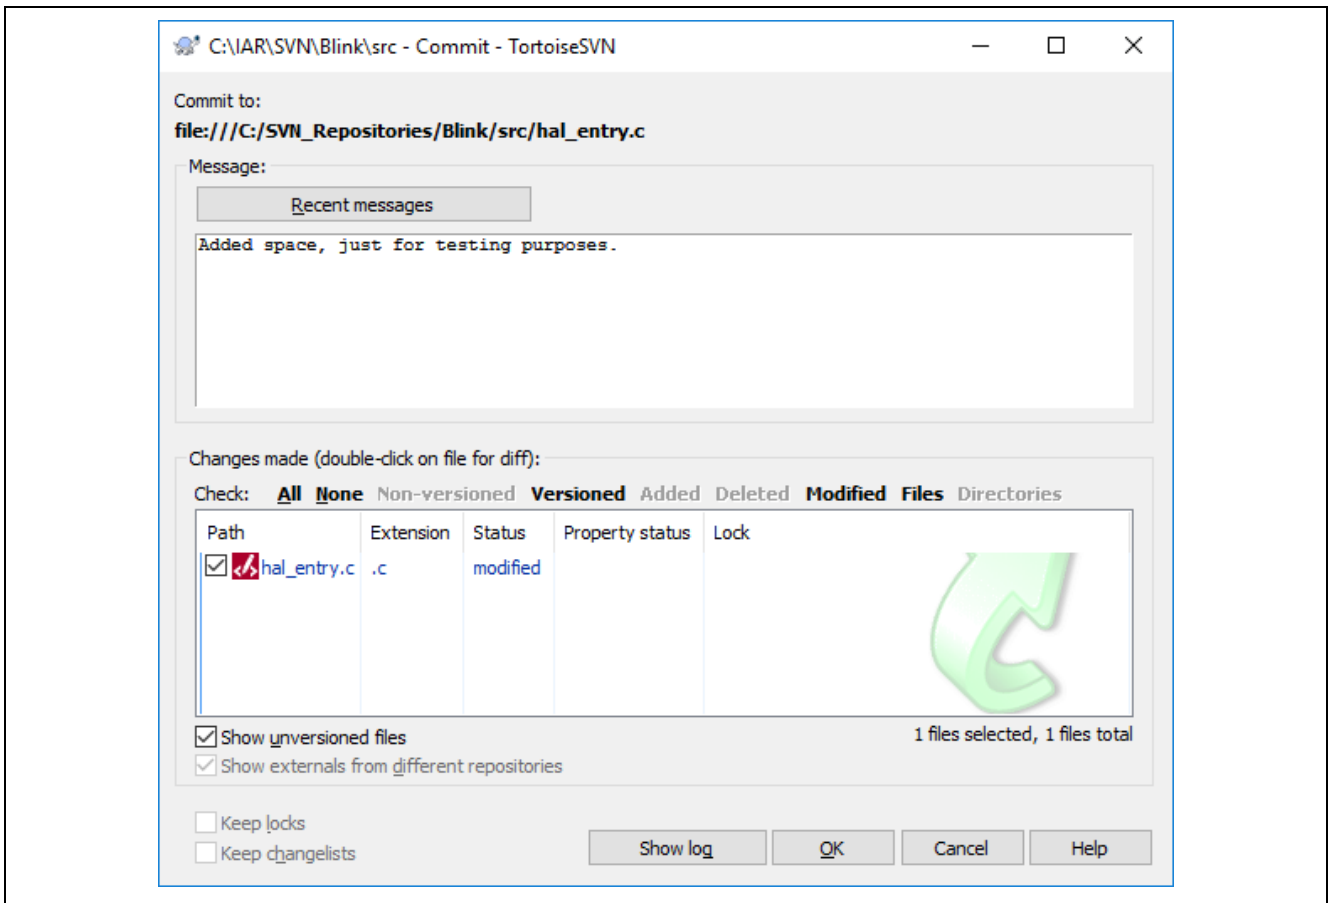 C:\IAR\SVN\Blink\src - Commit - TortoiseSVN
Commit to:
file:///C:/SVN_Repositories/Blink/src/hal_entry.c
Message:
Recent messages
Added space, just for testing purposes.
Changes made (double-click on file for diff):
Check: All None Non-versioned Versioned Added Deleted Modified Files Directories
Path Extension Status Property status Lock
hal_entry.c .c modified
Show unversioned files 1 files selected, 1 files total
Show externals from different repositories
Keep locks
Keep changelists
Show log OK Cancel Help